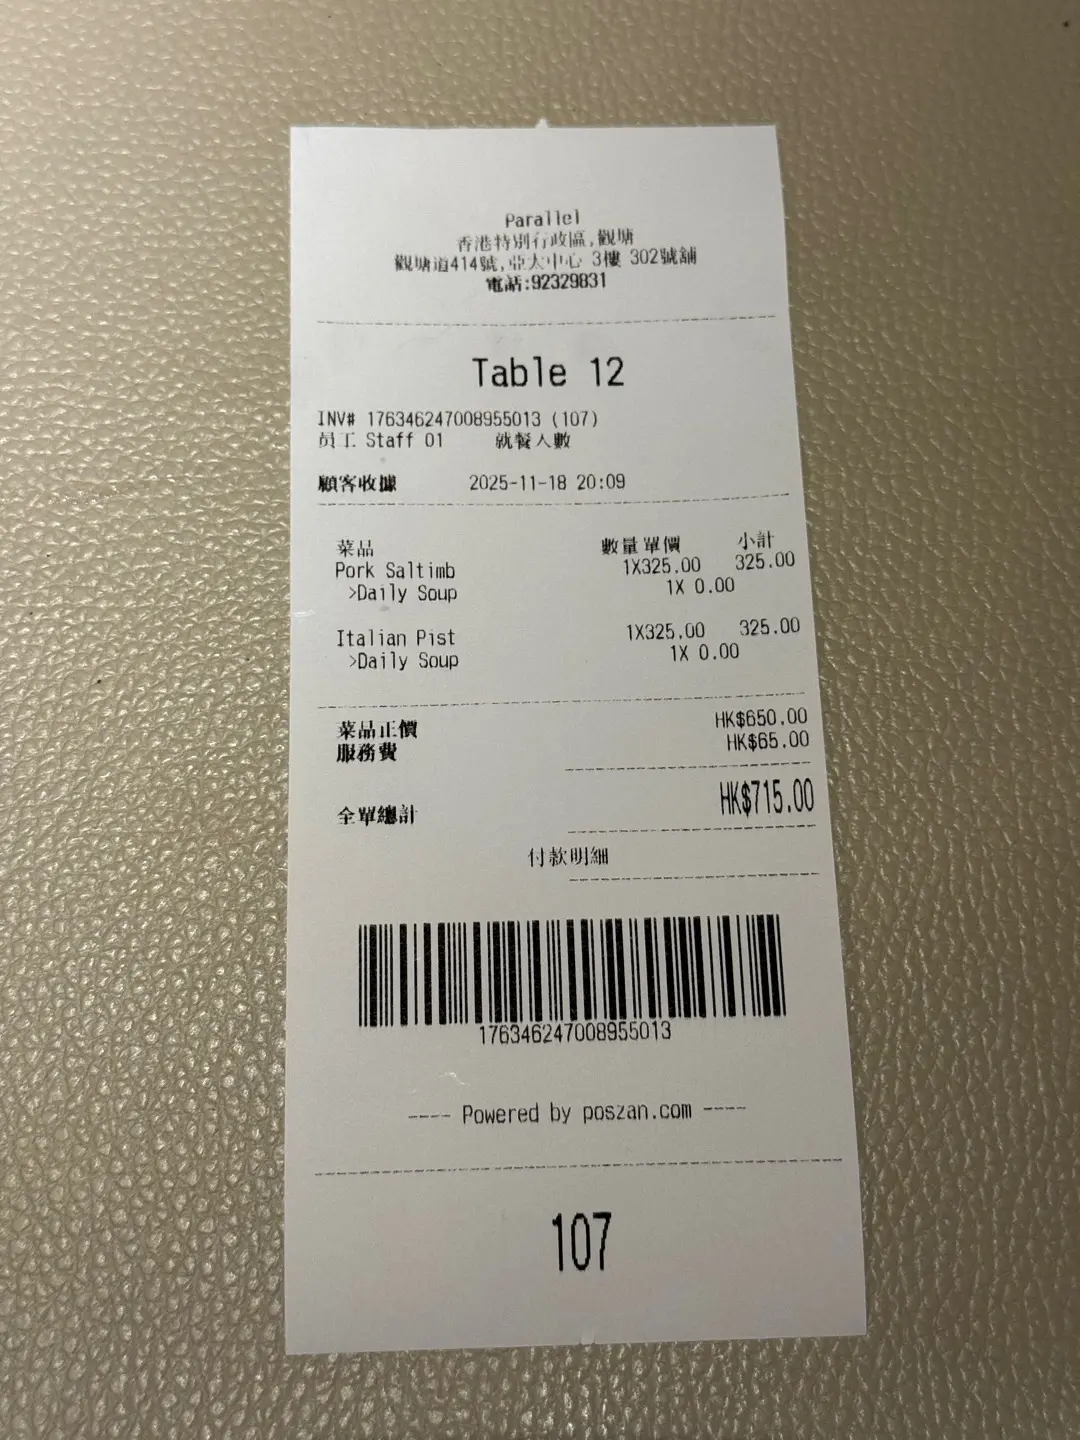 Parallel
香港特別行政區,觀塘
觀塘道414號,亞太中心 3樓 302號舖
電話:92329831
Table 12
INV# 176346247008955013 (107)
員工 Staff 01 就餐人數
顧客收據 2025-11-18 20:09
菜品 數量單價 小計
Pork Saltimb 1X325.00 325.00
>Daily Soup 1X 0.00
Italian Pist 1X325.00 325.00
>Daily Soup 1X 0.00
菜品正價 HK$650.00
服務費 HK$65.00
全單總計 HK$715.00
付款明細
176346247008955013
---- Powered by poszan.com ----
107